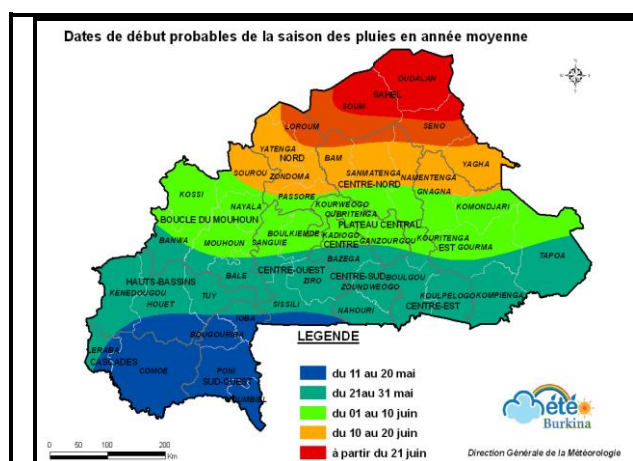 Dates de début probables de la saison des pluies en année moyenne
OUDALAN
SAHEL
SOUM
LOROUM
SENO
YATENGA
NORD
BAM
SANMATENGA
YAGHA
SOUROU
ZONDOMA
CENTRE-NORD
NAMENTENGA
GNAGNA
KOSSI
PASSORE
KOURWEOGO
KOMONDJARI
NAYALA
OUBRITENGA
BOUCLE DU MOUHOUN
BOULKIEMDE
PLATEAU CENTRAL
BANWA
MOUHOUN
SANGUIE
KADIOGO
CENTRE
GANZOURGOU
KOURITENGA
EST
GOURMA
TAPOA
BAZEGA
HAUTS-BASSINS
BALE
CENTRE-OUEST
CENTRE-SUD
BOULGOU
KENEDOUGOU
ZIRO
ZOUNDWEOGO
HOUET
TUY
SISSILI
KOULPELOGO
KOMPIENGA
NAHOURI
CENTRE-EST
IOBA
BOUGOURIBA
LERABA
CASCADES
COMOE
PONI
SUD-OUEST
NOUMBIEL
LEGENDE
du 11 au 20 mai
du 21au 31 mai
du 01 au 10 juin
du 10 au 20 juin
à partir du 21 juin
0 50 100 200
Km
été
Burkina
Direction Générale de la Météorologie